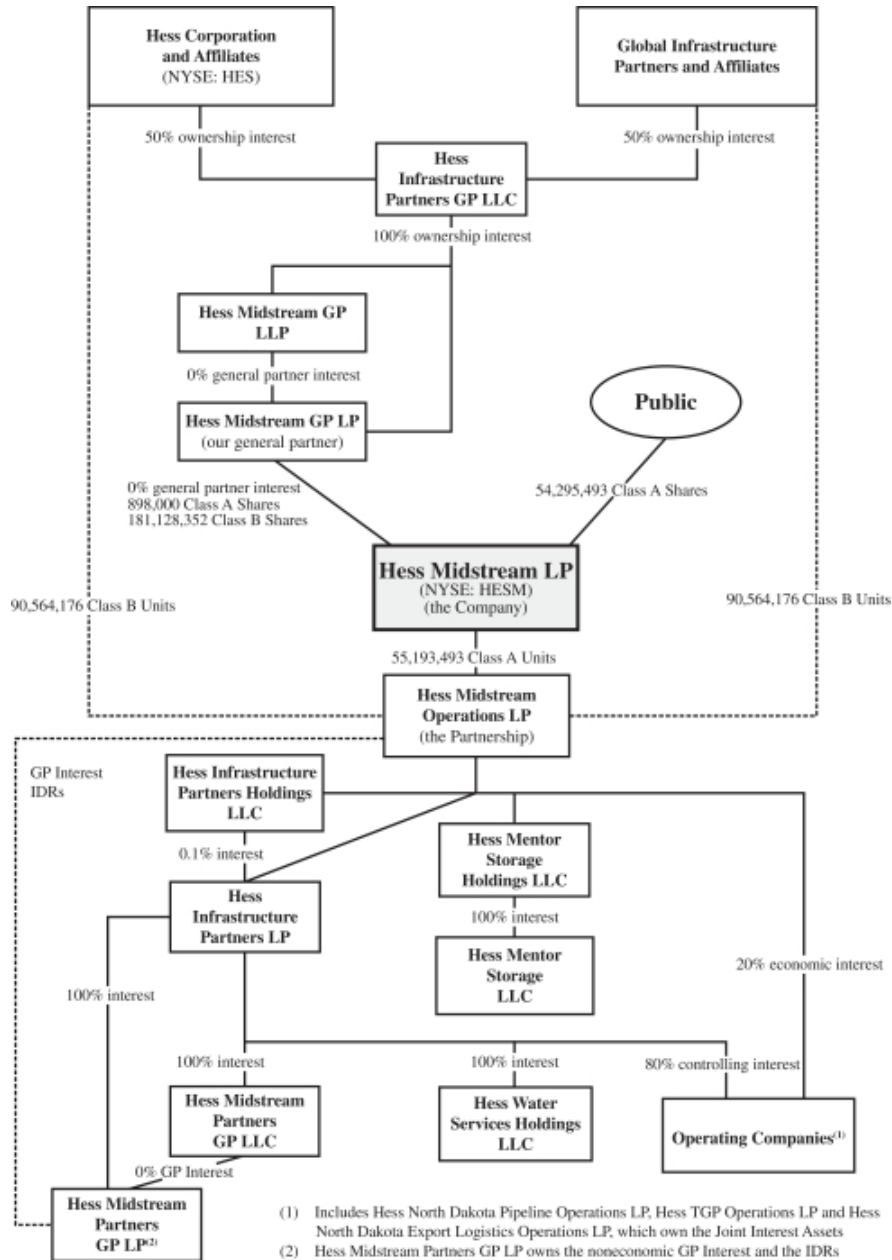 Hess Corporation
and Affiliates
(NYSE: HES)
Global Infrastructure
Partners and Affiliates
50% ownership interest
50% ownership interest
Hess
Infrastructure
Partners GP LLC
100% ownership interest
Hess Midstream GP
LLP
0% general partner interest
Hess Midstream GP LP
(our general partner)
Public
0% general partner interest
898,000 Class A Shares
181,128,352 Class B Shares
54,295,493 Class A Shares
Hess Midstream LP
(NYSE: HESM)
(the Company)
90,564,176 Class B Units
90,564,176 Class B Units
55,193,493 Class A Units
Hess Midstream
Operations LP
(the Partnership)
GP Interest
IDRs
Hess Infrastructure
Partners Holdings
LLC
0.1% interest
Hess Mentor
Storage
Holdings LLC
Hess
Infrastructure
Partners LP
100% interest
Hess Mentor
Storage
LLC
20% economic interest
100% interest
100% interest
100% interest
80% controlling interest
Hess Midstream
Partners
GP LLC
Hess Water
Services Holdings
LLC
Operating Companies(1)
0% GP Interest
Hess Midstream
Partners
GP LP(2)
(1) Includes Hess North Dakota Pipeline Operations LP, Hess TGP Operations LP and Hess
North Dakota Export Logistics Operations LP, which own the Joint Interest Assets
(2) Hess Midstream Partners GP LP owns the noneconomic GP Interest and the IDRs